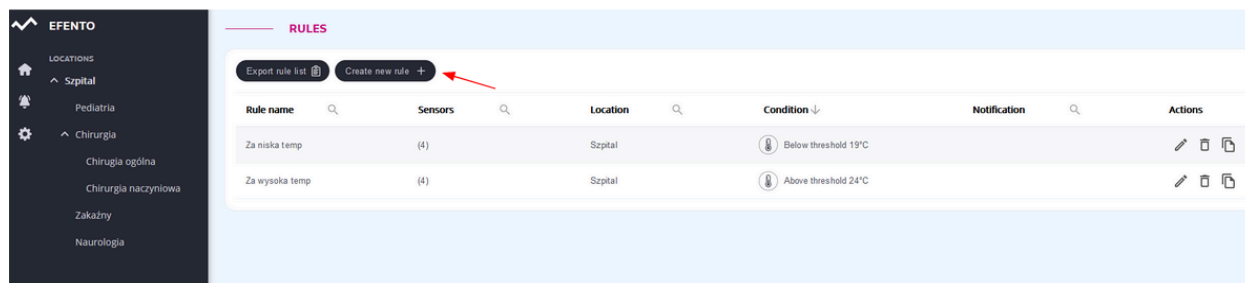 EFENTO
LOCATIONS
Szpital
Pediatria
Chirurgia
Chirugia ogólna
Chirurgia naczyniowa
Zakaźny
Naurologia
RULES
Export rule list
Create new rule +
Rule name Sensors Location Condition Notification Actions
Za niska temp (4) Szpital Below threshold 19°C
Za wysoka temp (4) Szpital Above threshold 24°C